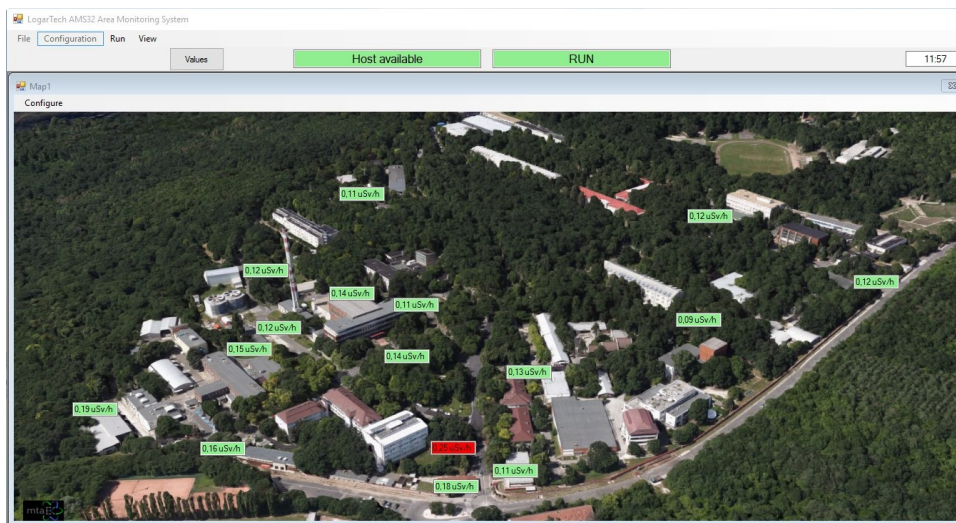 LogarTech AMS32 Area Monitoring System
File Configuration Run View
Values Host available RUN 11:57
Map1
Configure
0,11 uSv/h
0,12 uSv/h
0,12 uSv/h
0,12 uSv/h
0,14 uSv/h
0,11 uSv/h
0,09 uSv/h
0,12 uSv/h
0,15 uSv/h
0,14 uSv/h
0,13 uSv/h
0,19 uSv/h
0,16 uSv/h
0,25 uSv/h
0,11 uSv/h
0,18 uSv/h
mta